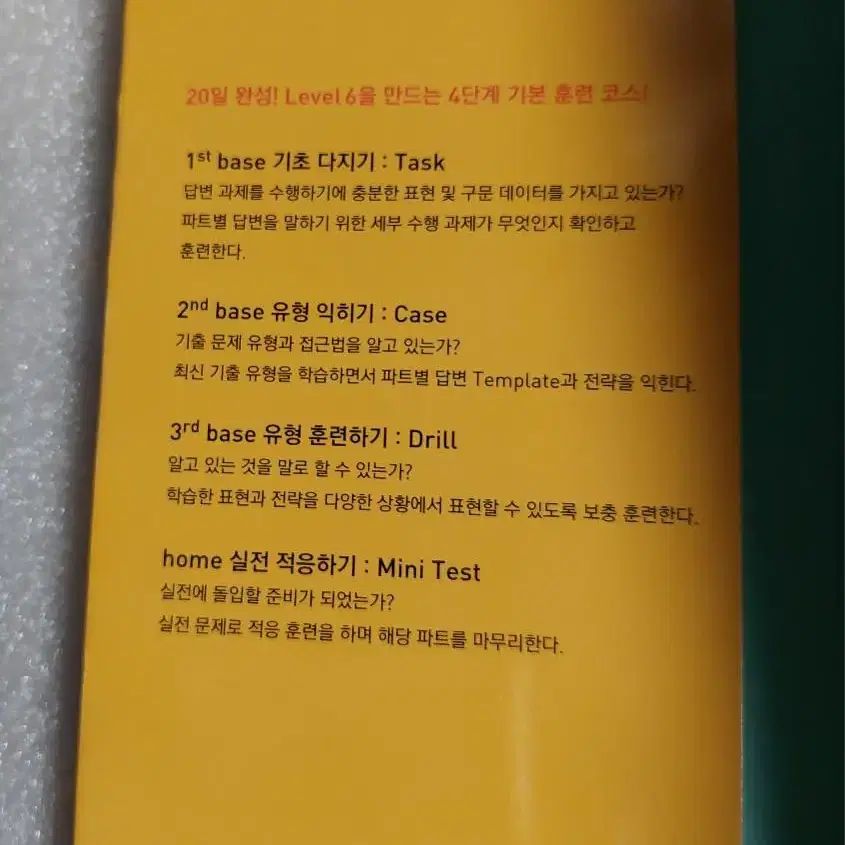 20일 완성! Level 6을 만드는 4단계 기본 훈련 코스!
1st base 기초 다지기 : Task
답변 과제를 수행하기에 충분한 표현 및 구문 데이터를 가지고 있는가?
파트별 답변을 말하기 위한 세부 수행 과제가 무엇인지 확인하고
훈련한다.
2nd base 유형 익히기 : Case
기출 문제 유형과 접근법을 알고 있는가?
최신 기출 유형을 학습하면서 파트별 답변 Template과 전략을 익힌다.
3rd base 유형 훈련하기 : Drill
알고 있는 것을 말로 할 수 있는가?
학습한 표현과 전략을 다양한 상황에서 표현할 수 있도록 보충 훈련한다.
home 실전 적응하기 : Mini Test
실전에 돌입할 준비가 되었는가?
실전 문제로 적응 훈련을 하며 해당 파트를 마무리한다.